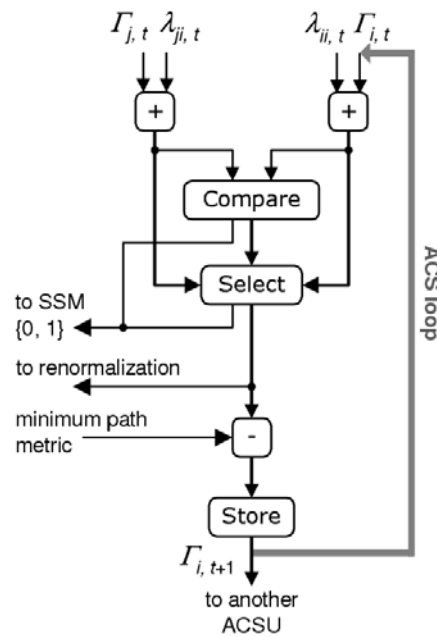 Γj, t λji, t λii, t Γi, t
+ +
Compare
Select
ACS loop
to SSM
{0, 1}
to renormalization
minimum path
metric
-
Store
Γi, t+1
to another
ACSU